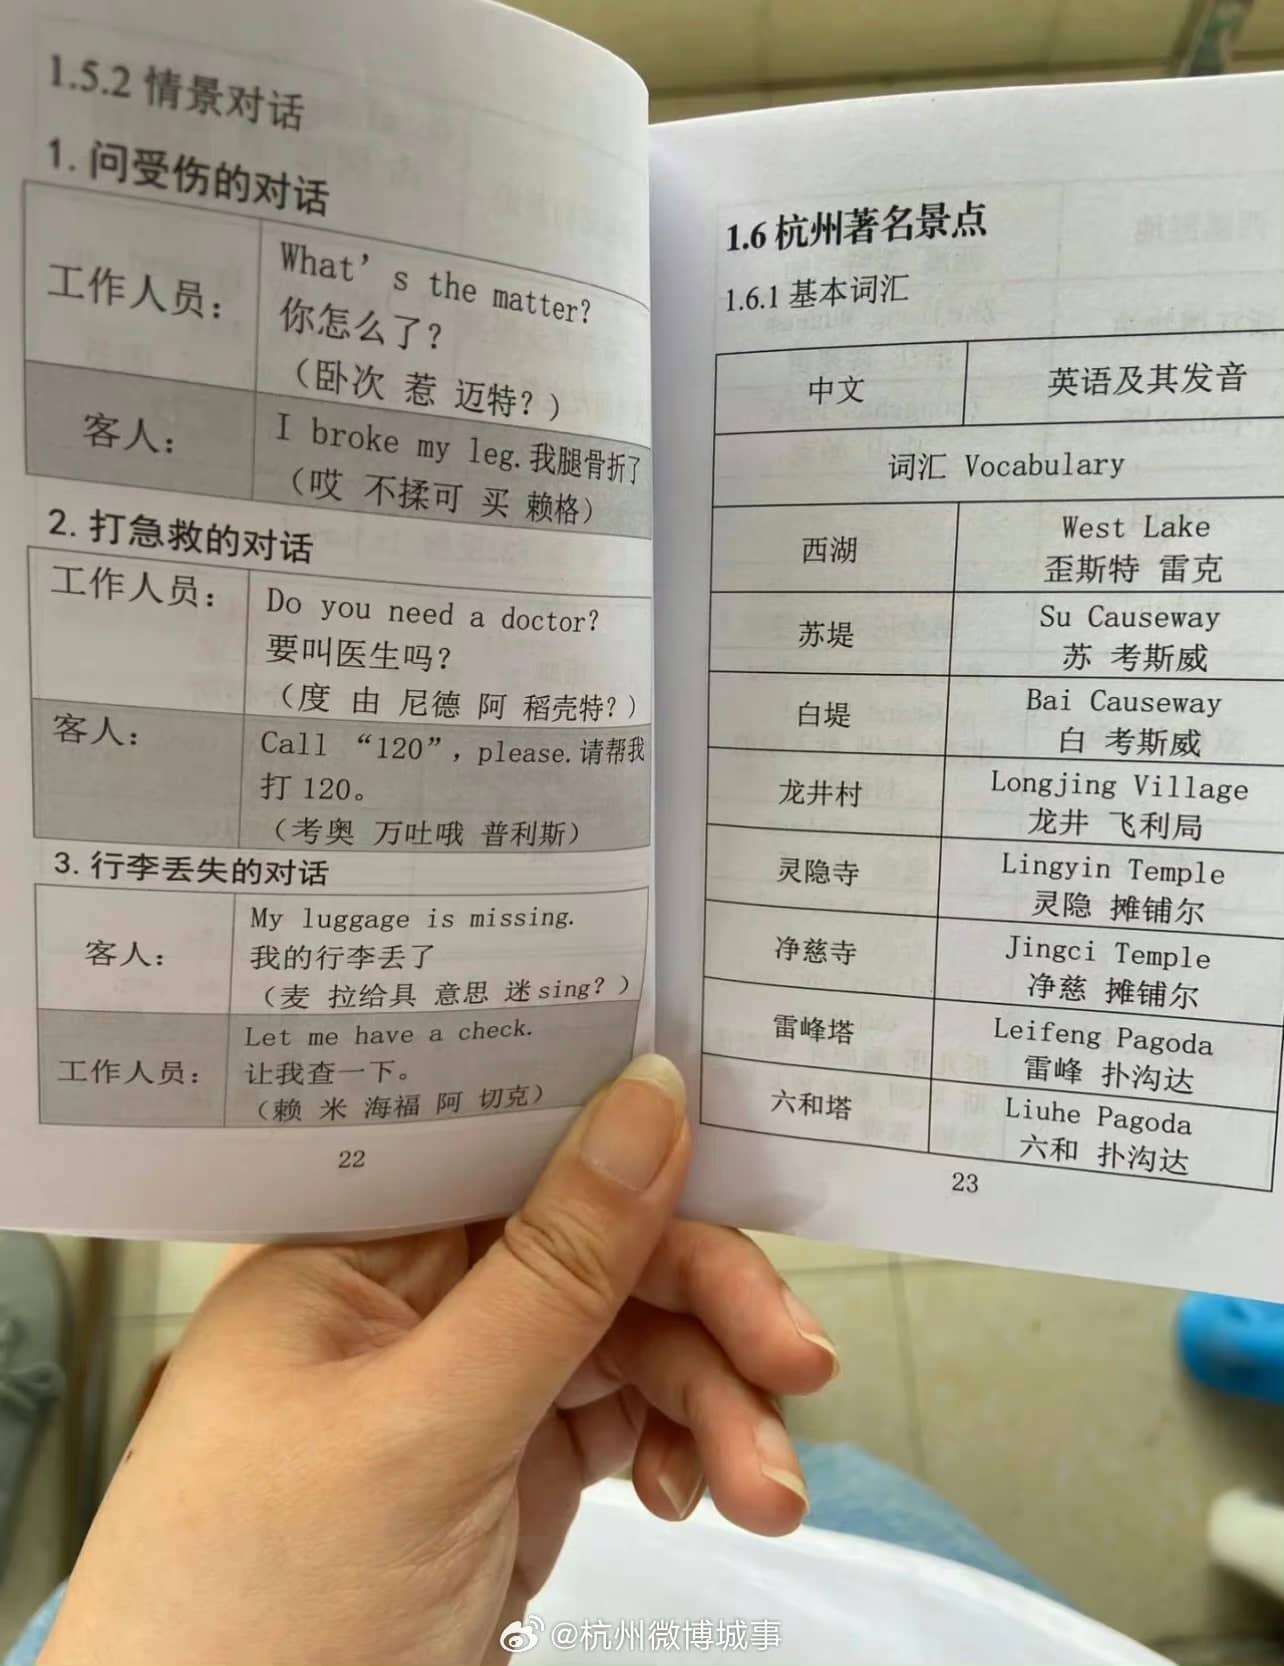 1.5.2 情景对话
1. 问受伤的对话
工作人员：
What’s the matter?
你怎么了？
（卧次 惹 迈特？）
客人：
I broke my leg.我腿骨折了
（哎 不揉可 买 赖格）
2. 打急救的对话
工作人员：
Do you need a doctor?
要叫医生吗？
（度 由 尼德 阿 稻壳特？）
客人：
Call “120”，please.请帮我
打 120。
（考奥 万吐哦 普利斯）
3. 行李丢失的对话
客人：
My luggage is missing.
我的行李丢了
（麦 拉给具 意思 迷sing？）
工作人员：
Let me have a check.
让我查一下。
（赖 米 海福 阿 切克）
22
1.6 杭州著名景点
1.6.1 基本词汇
中文 英语及其发音
词汇 Vocabulary
西湖
West Lake
歪斯特 雷克
苏堤
Su Causeway
苏 考斯威
白堤
Bai Causeway
白 考斯威
龙井村
Longjing Village
龙井 飞利局
灵隐寺
Lingyin Temple
灵隐 摊铺尔
净慈寺
Jingci Temple
净慈 摊铺尔
雷峰塔
Leifeng Pagoda
雷峰 扑沟达
六和塔
Liuhe Pagoda
六和 扑沟达
23
@杭州微博城事